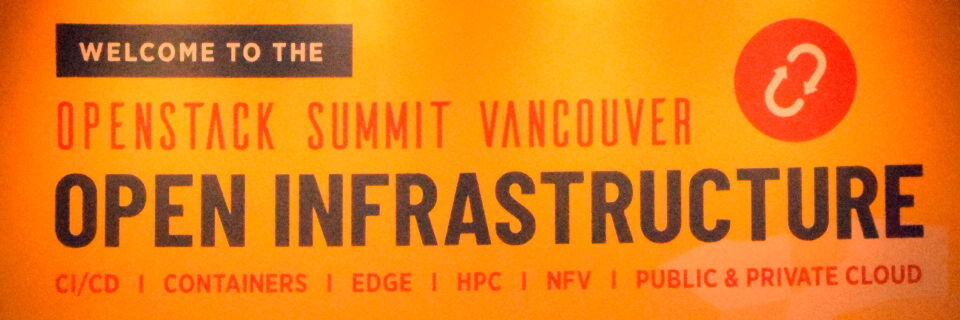 WELCOME TO THE
OPENSTACK SUMMIT VANCOUVER
OPEN INFRASTRUCTURE
CI/CD | CONTAINERS | EDGE | HPC | NFV | PUBLIC & PRIVATE CLOUD